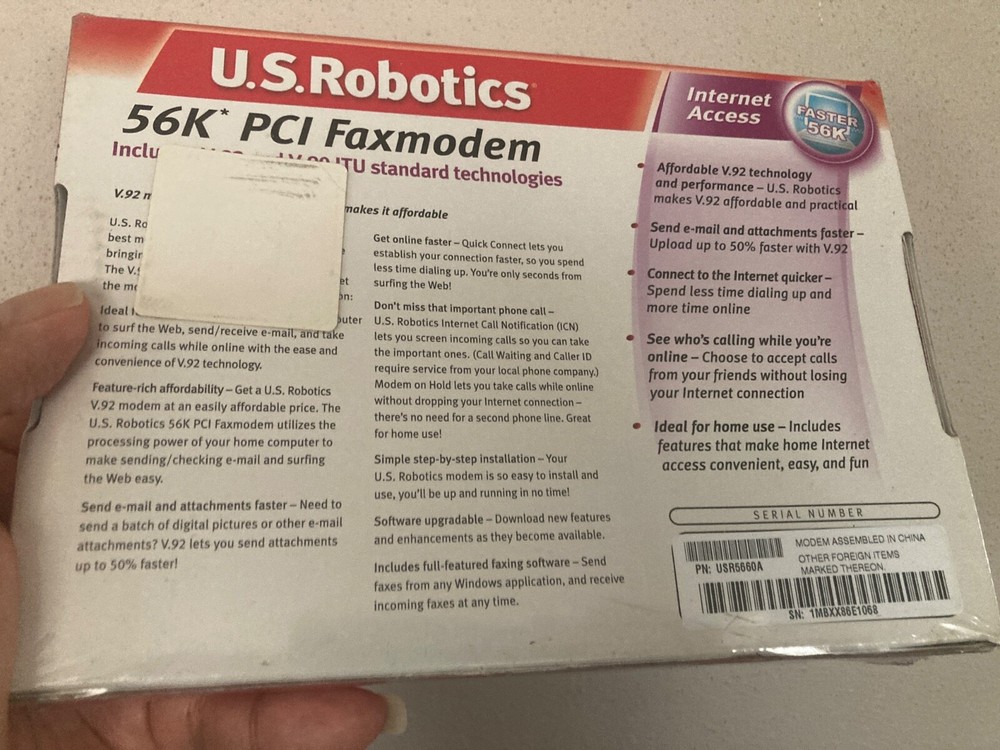 U.S.Robotics
56K* PCI Faxmodem
ITU standard technologies
V.92
makes it affordable
U.S.
best
The
the
Ideal
to surf the Web, send/receive e-mail, and take
incoming calls while online with the ease and
convenience of V.92 technology.
Feature-rich affordability – Get a U.S. Robotics
V.92 modem at an easily affordable price. The
U.S. Robotics 56K PCI Faxmodem utilizes the
processing power of your home computer to
make sending/checking e-mail and surfing
the Web easy.
Send e-mail and attachments faster – Need to
send a batch of digital pictures or other e-mail
attachments? V.92 lets you send attachments
up to 50% faster!
Get online faster – Quick Connect lets you
establish your connection faster, so you spend
less time dialing up. You're only seconds from
surfing the Web!
Don't miss that important phone call –
U.S. Robotics Internet Call Notification (ICN)
lets you screen incoming calls so you can take
the important ones. (Call Waiting and Caller ID
require service from your local phone company.)
Modem on Hold lets you take calls while online
without dropping your Internet connection –
there's no need for a second phone line. Great
for home use!
Simple step-by-step installation – Your
U.S. Robotics modem is so easy to install and
use, you'll be up and running in no time!
Software upgradable – Download new features
and enhancements as they become available.
Includes full-featured faxing software – Send
faxes from any Windows application, and receive
incoming faxes at any time.
Internet
Access
FASTER
56K
• Affordable V.92 technology
and performance – U.S. Robotics
makes V.92 affordable and practical
• Send e-mail and attachments faster –
Upload up to 50% faster with V.92
• Connect to the Internet quicker –
Spend less time dialing up and
more time online
• See who's calling while you're
online – Choose to accept calls
from your friends without losing
your Internet connection
• Ideal for home use – Includes
features that make home Internet
access convenient, easy, and fun
SERIAL NUMBER
PN: USR5660A
MODEM ASSEMBLED IN CHINA
OTHER FOREIGN ITEMS
MARKED THEREON.
SN: 1MBXX86E1068